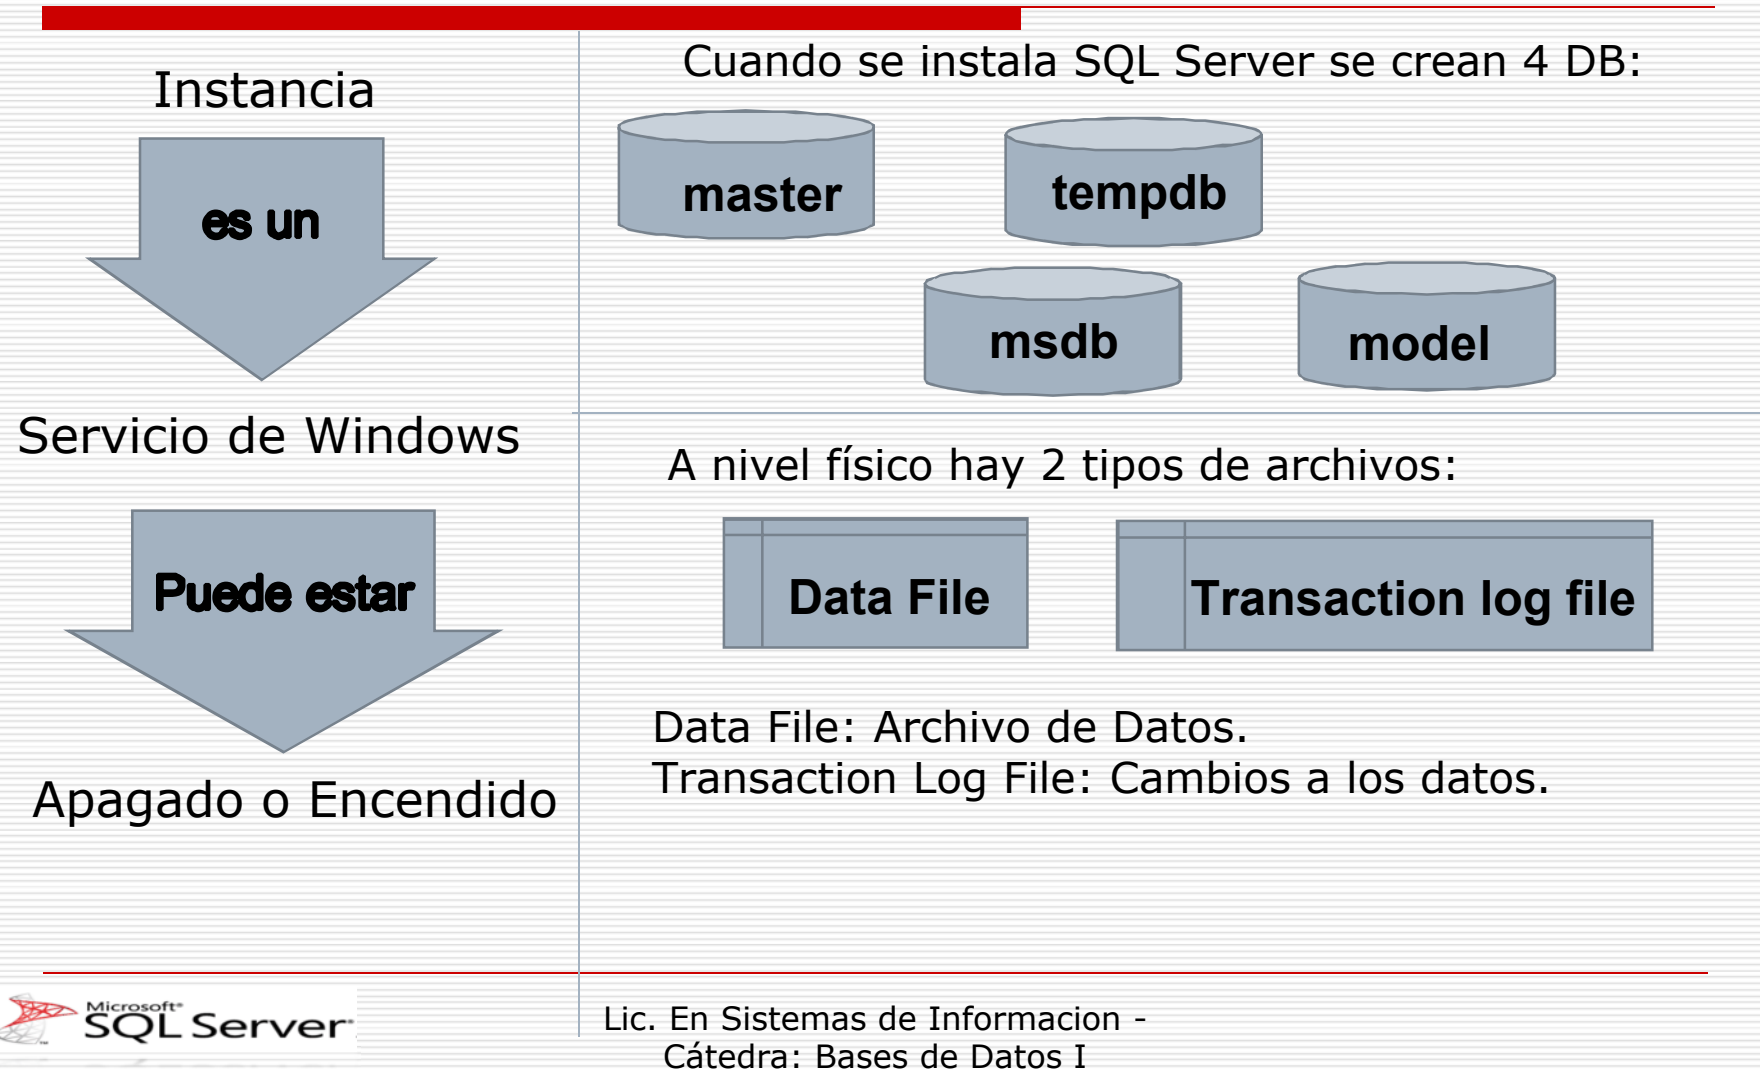 Instancia
es un
Servicio de Windows
Puede estar
Apagado o Encendido
Cuando se instala SQL Server se crean 4 DB:
master
tempdb
msdb
model
A nivel físico hay 2 tipos de archivos:
Data File
Transaction log file
Data File: Archivo de Datos.
Transaction Log File: Cambios a los datos.
Microsoft®
SQL Server
Lic. En Sistemas de Informacion -
Cátedra: Bases de Datos I